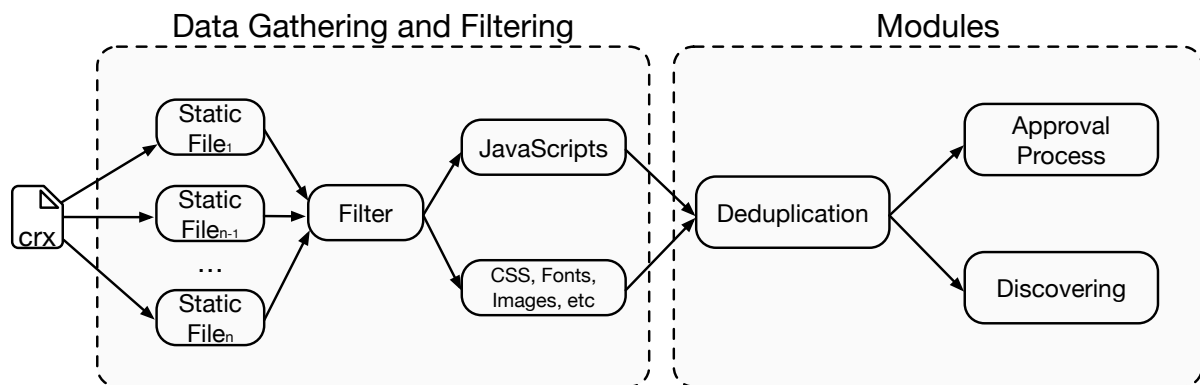 Data Gathering and Filtering
Modules
crx
Static
File₁
Static
Fileₙ₋₁
...
Static
Fileₙ
Filter
JavaScripts
CSS, Fonts,
Images, etc
Deduplication
Approval
Process
Discovering